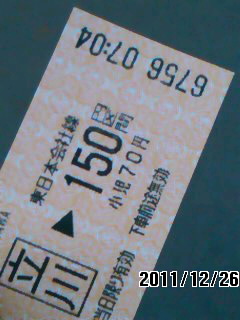 6756 07:04
東日本会社線
立川 ▶ 150円区間
小児70円
当日限り有効 下車前途無効
2011/12/26